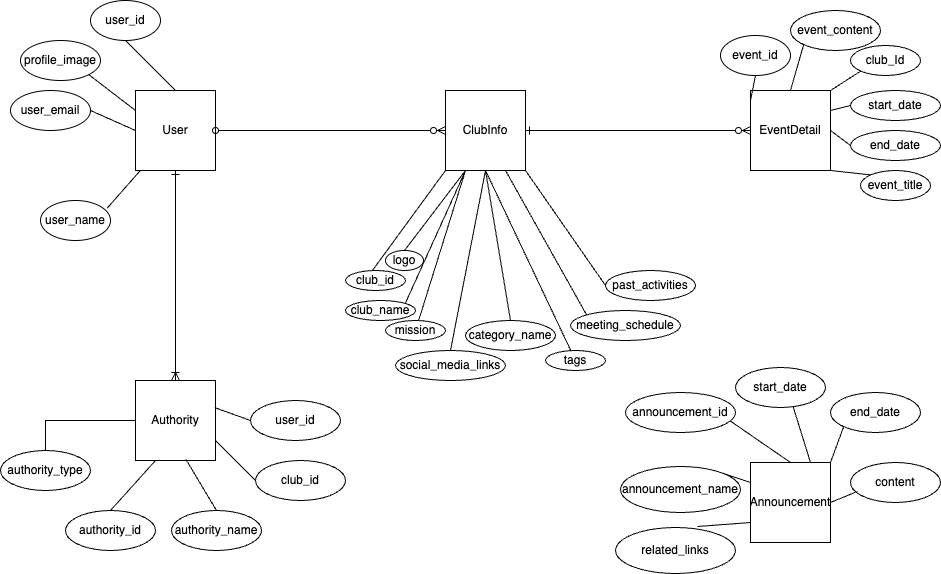 user_id
profile_image
user_email
User
user_name
ClubInfo
event_id
event_content
club_Id
start_date
EventDetail
end_date
event_title
logo
club_id
club_name
mission
social_media_links
category_name
tags
meeting_schedule
past_activities
Authority
user_id
authority_type
club_id
authority_id
authority_name
announcement_id
start_date
end_date
announcement_name
Announcement
content
related_links